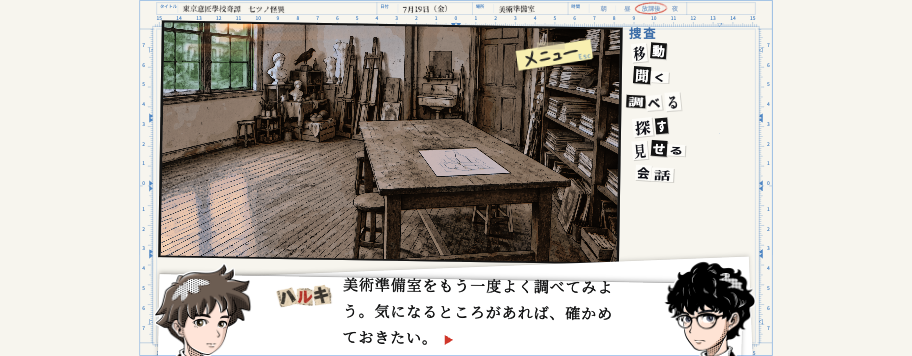 タイトル 東京意匠学校奇譚 七ツノ怪異 日付 7月19日（金） 場所 美術準備室 時間 朝 昼 放課後 夜
捜査
メニュー Esc
移動
聞く
調べる
探す
見せる
会話
ハルキ
美術準備室をもう一度よく調べてみよ
う。気になるところがあれば、確かめ
ておきたい。